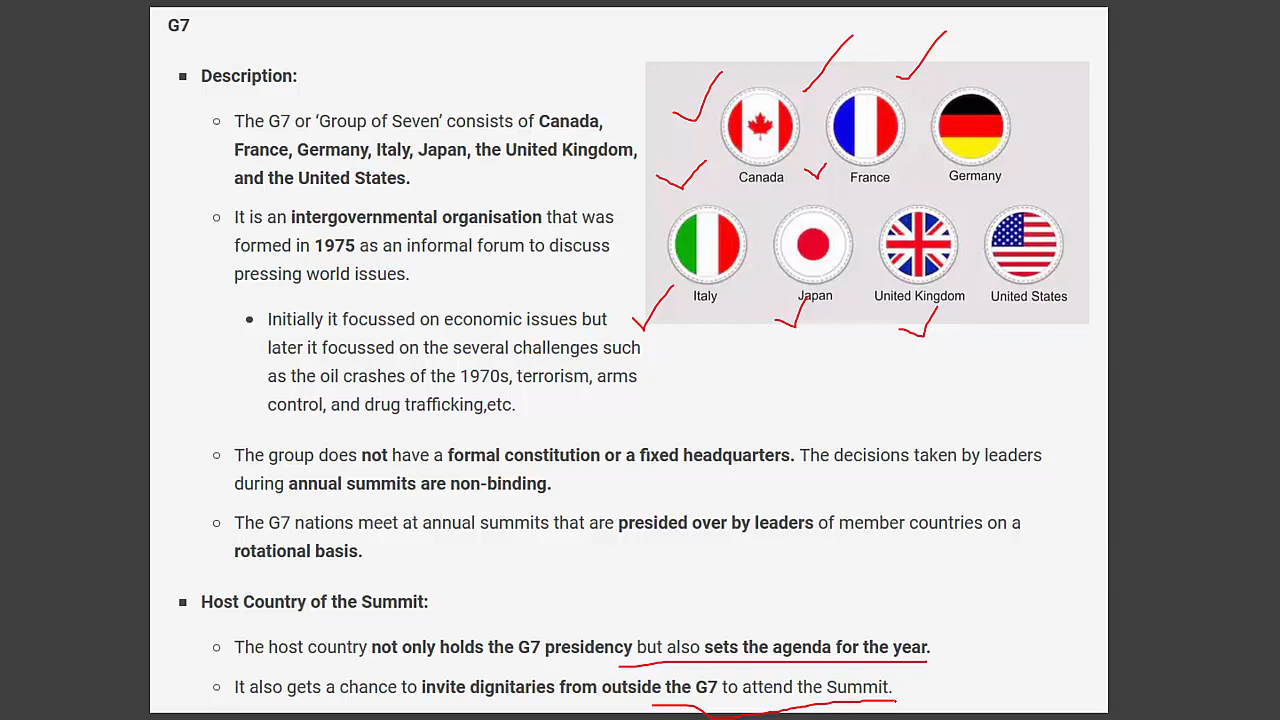 G7
Description:
The G7 or ‘Group of Seven’ consists of Canada,
France, Germany, Italy, Japan, the United Kingdom,
and the United States.
It is an intergovernmental organisation that was
formed in 1975 as an informal forum to discuss
pressing world issues.
Initially it focussed on economic issues but
later it focussed on the several challenges such
as the oil crashes of the 1970s, terrorism, arms
control, and drug trafficking,etc.
Canada France Germany
Italy Japan United Kingdom United States
The group does not have a formal constitution or a fixed headquarters. The decisions taken by leaders
during annual summits are non-binding.
The G7 nations meet at annual summits that are presided over by leaders of member countries on a
rotational basis.
Host Country of the Summit:
The host country not only holds the G7 presidency but also sets the agenda for the year.
It also gets a chance to invite dignitaries from outside the G7 to attend the Summit.